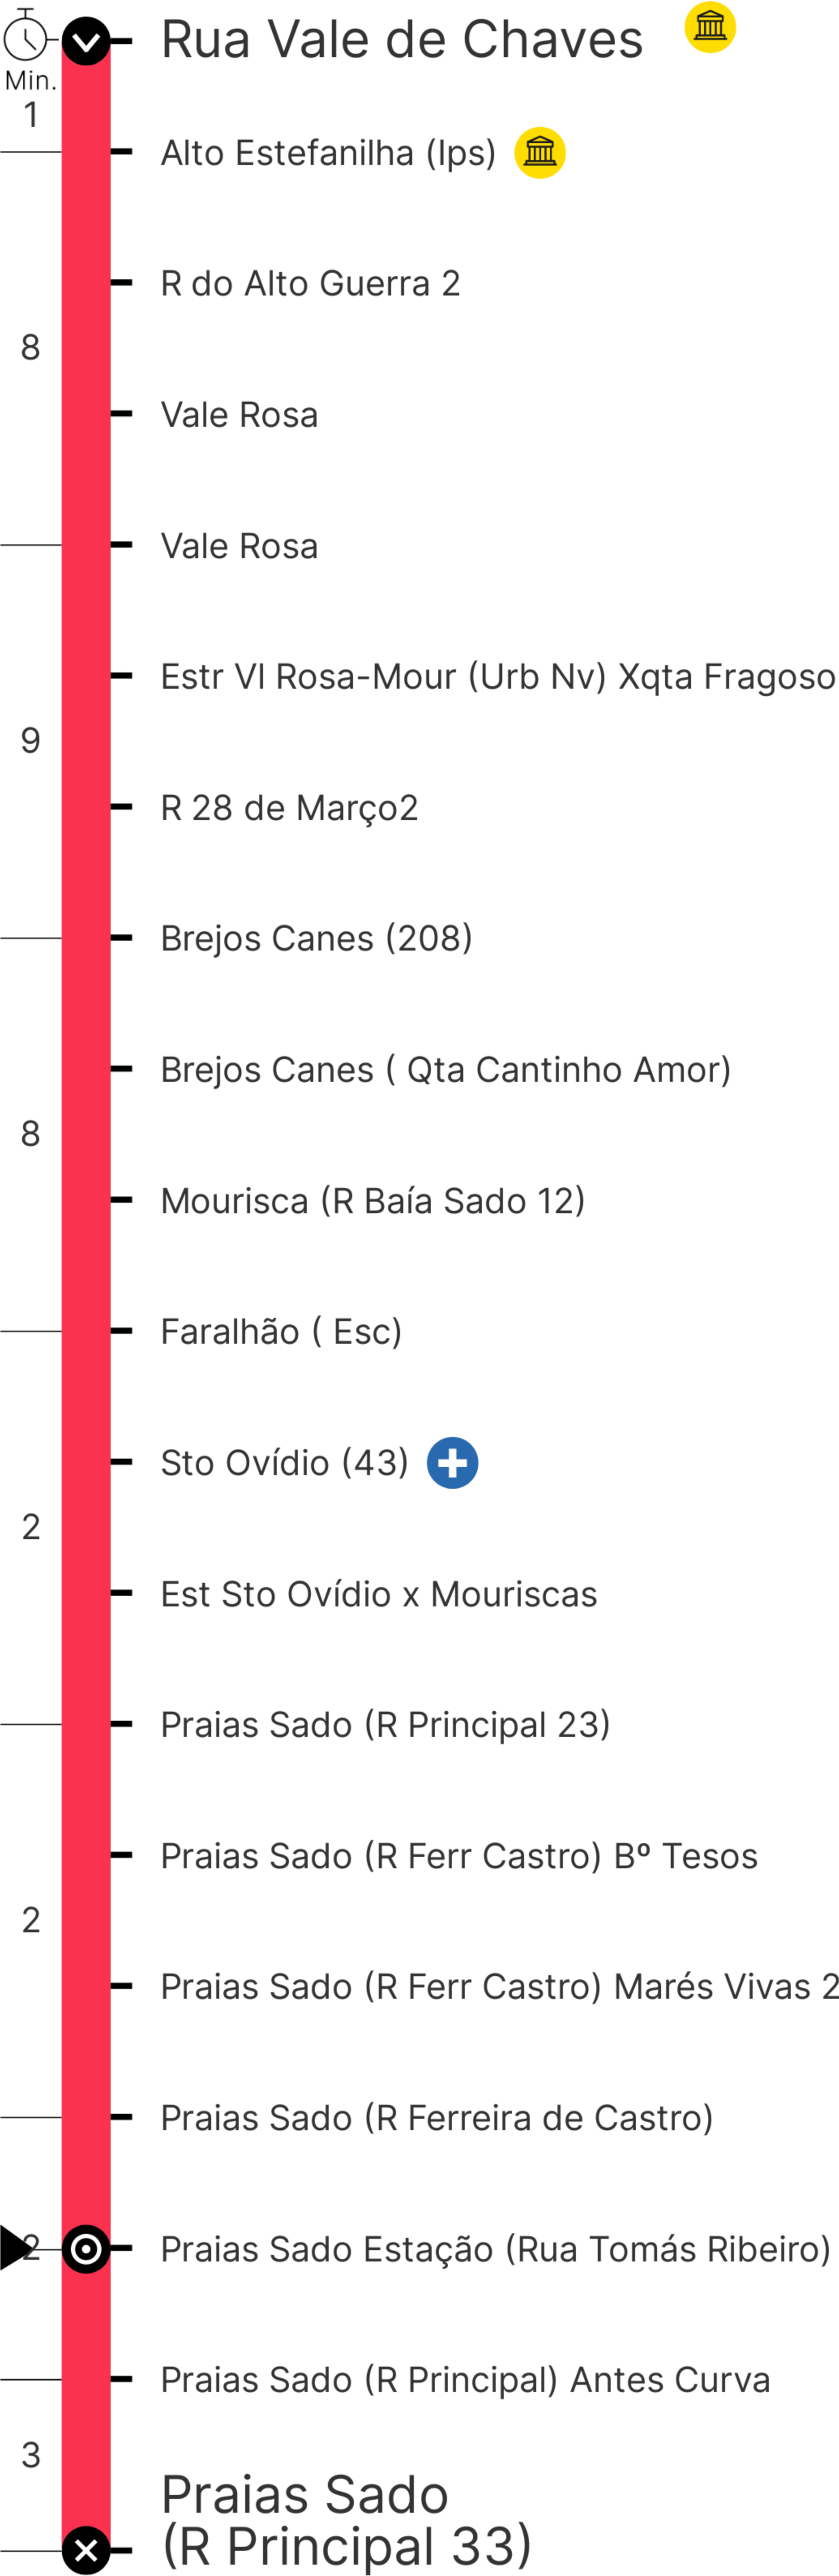 Rua Vale de Chaves
Min.
1
Alto Estefanilha (Ips)
R do Alto Guerra 2
8
Vale Rosa
Vale Rosa
Estr Vl Rosa-Mour (Urb Nv) Xqta Fragoso
9
R 28 de Março2
Brejos Canes (208)
Brejos Canes ( Qta Cantinho Amor)
8
Mourisca (R Baía Sado 12)
Faralhão ( Esc)
Sto Ovídio (43)
2
Est Sto Ovídio x Mouriscas
Praias Sado (R Principal 23)
Praias Sado (R Ferr Castro) Bº Tesos
2
Praias Sado (R Ferr Castro) Marés Vivas 2
Praias Sado (R Ferreira de Castro)
2 Praias Sado Estação (Rua Tomás Ribeiro)
Praias Sado (R Principal) Antes Curva
3
Praias Sado
(R Principal 33)